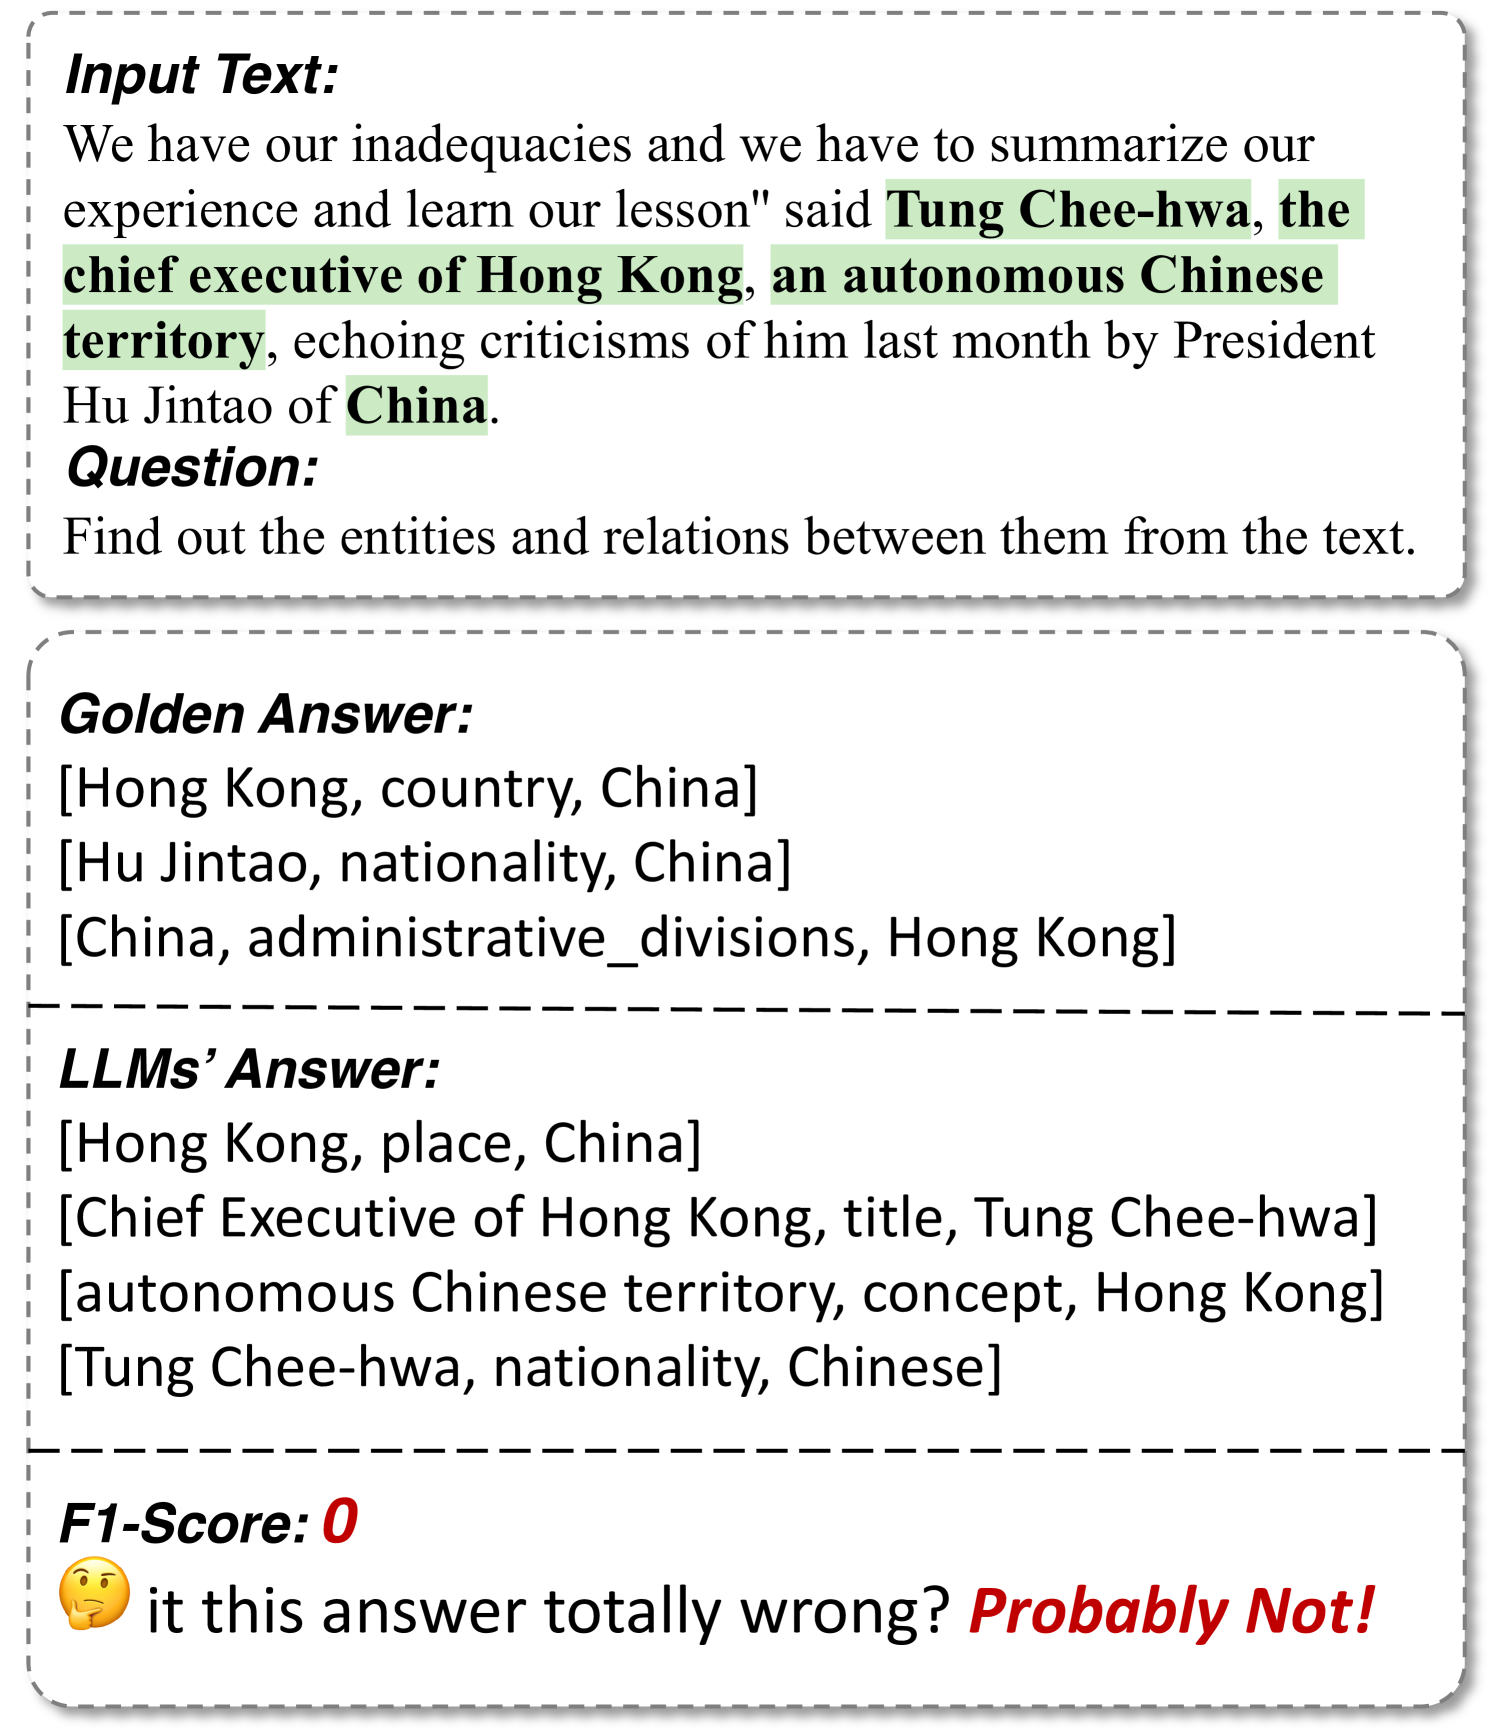 Input Text:
We have our inadequacies and we have to summarize our
experience and learn our lesson" said Tung Chee-hwa, the
chief executive of Hong Kong, an autonomous Chinese
territory, echoing criticisms of him last month by President
Hu Jintao of China.
Question:
Find out the entities and relations between them from the text.
Golden Answer:
[Hong Kong, country, China]
[Hu Jintao, nationality, China]
[China, administrative_divisions, Hong Kong]
LLMs’ Answer:
[Hong Kong, place, China]
[Chief Executive of Hong Kong, title, Tung Chee-hwa]
[autonomous Chinese territory, concept, Hong Kong]
[Tung Chee-hwa, nationality, Chinese]
F1-Score: 0
it this answer totally wrong? Probably Not!